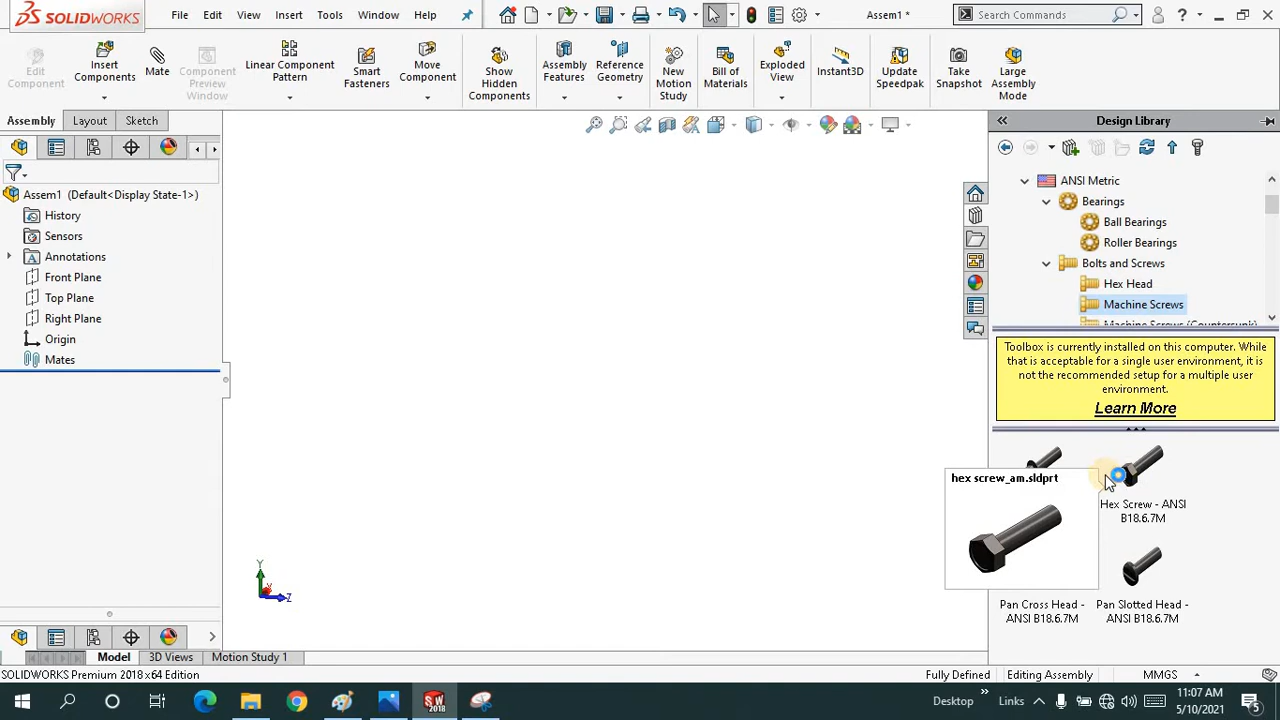 SOLIDWORKS File Edit View Insert Tools Window Help Assem1 * Search Commands
Edit Component
Insert Components
Mate
Component Preview Window
Linear Component Pattern
Smart Fasteners
Move Component
Show Hidden Components
Assembly Features
Reference Geometry
New Motion Study
Bill of Materials
Exploded View
Instant3D
Update Speedpak
Take Snapshot
Large Assembly Mode
Assembly Layout Sketch
Design Library
Assem1 (Default<Display State-1>)
History
Sensors
Annotations
Front Plane
Top Plane
Right Plane
Origin
Mates
ANSI Metric
Bearings
Ball Bearings
Roller Bearings
Bolts and Screws
Hex Head
Machine Screws
Machine Screws (Countersunk)
Toolbox is currently installed on this computer. While
that is acceptable for a single user environment, it is
not the recommended setup for a multiple user
environment.
Learn More
hex screw_am.sldprt
Hex Screw - ANSI
B18.6.7M
Pan Cross Head -
ANSI B18.6.7M
Pan Slotted Head -
ANSI B18.6.7M
Y
Z
Model 3D Views Motion Study 1
SOLIDWORKS Premium 2018 x64 Edition Fully Defined Editing Assembly MMGS
SW
2018
Desktop Links 11:07 AM
5/10/2021
5